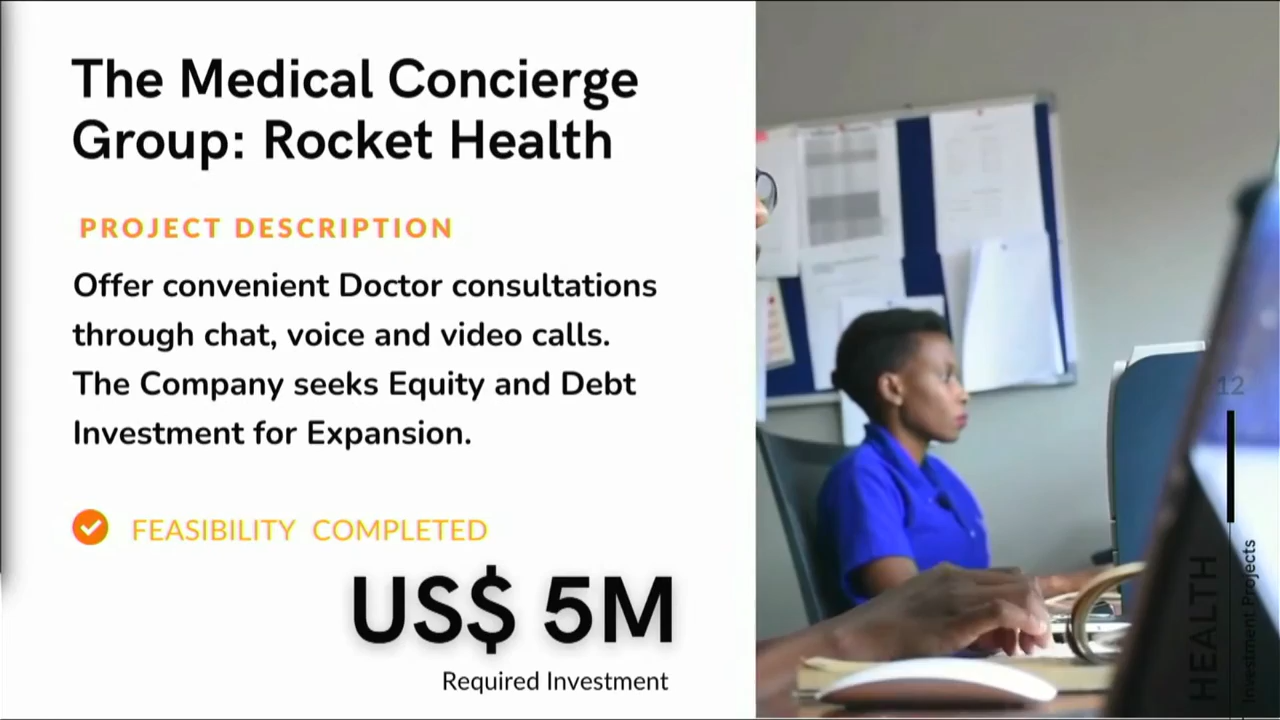 The Medical Concierge
Group: Rocket Health
PROJECT DESCRIPTION
Offer convenient Doctor consultations
through chat, voice and video calls.
The Company seeks Equity and Debt
Investment for Expansion.
FEASIBILITY COMPLETED
US$ 5M
Required Investment
12
HEALTH
Investment Projects